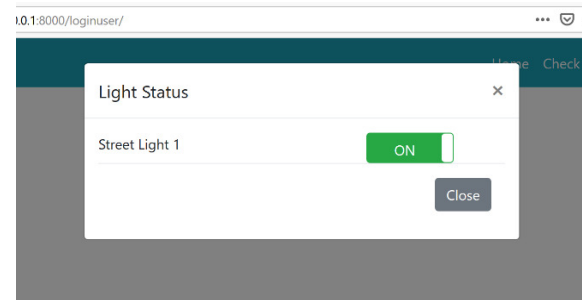 0.0.1:8000/loginuser/
Home Check
Light Status
×
Street Light 1
ON
Close